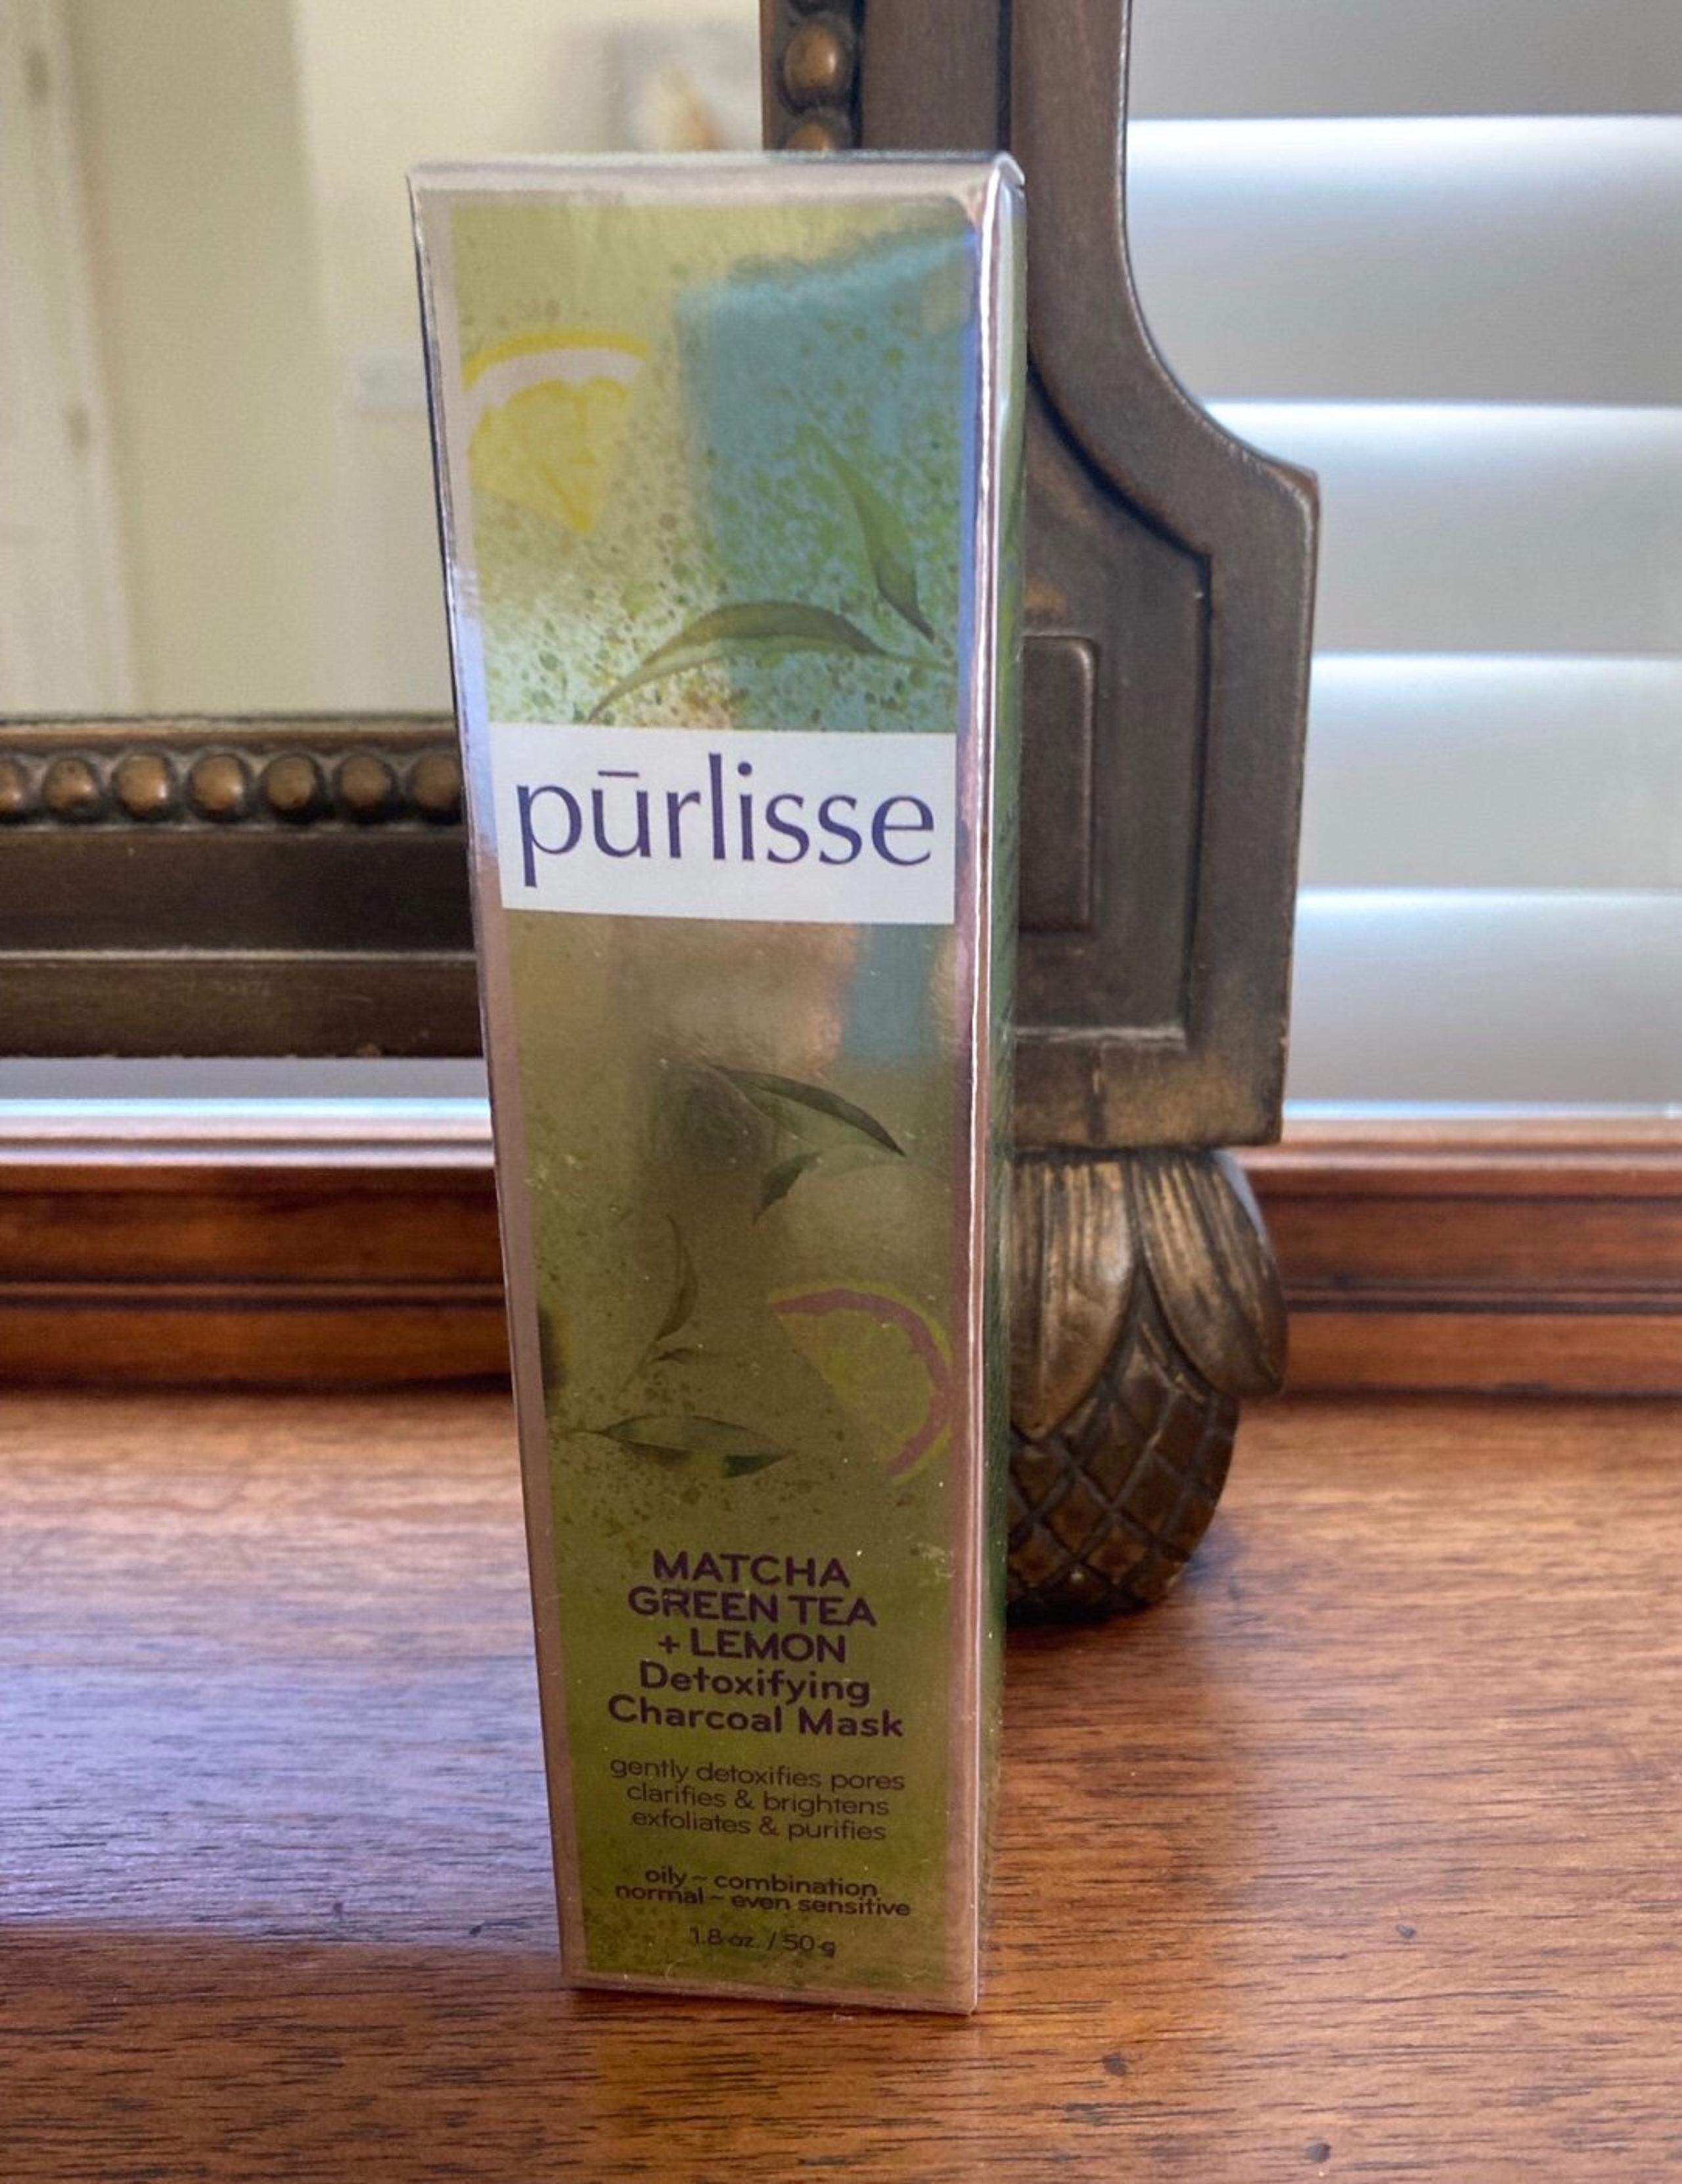 pūrlisse
MATCHA
GREEN TEA
+ LEMON
Detoxifying
Charcoal Mask
gently detoxifies pores
clarifies & brightens
exfoliates & purifies
oily ~ combination
normal ~ even sensitive
1.8 oz. / 50 g